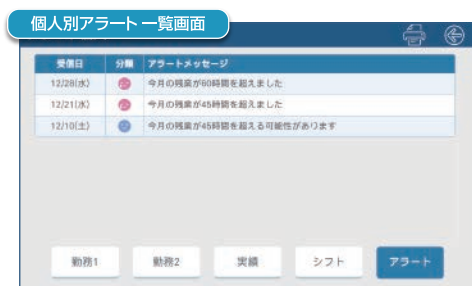 個人別アラート一覧画面
受信日 分類 アラートメッセージ
12/28(水) 今月の残業が60時間を超えました
12/21(水) 今月の残業が45時間を超えました
12/10(土) 今月の残業が45時間を超える可能性があります
勤務1 勤務2 実績 シフト アラート